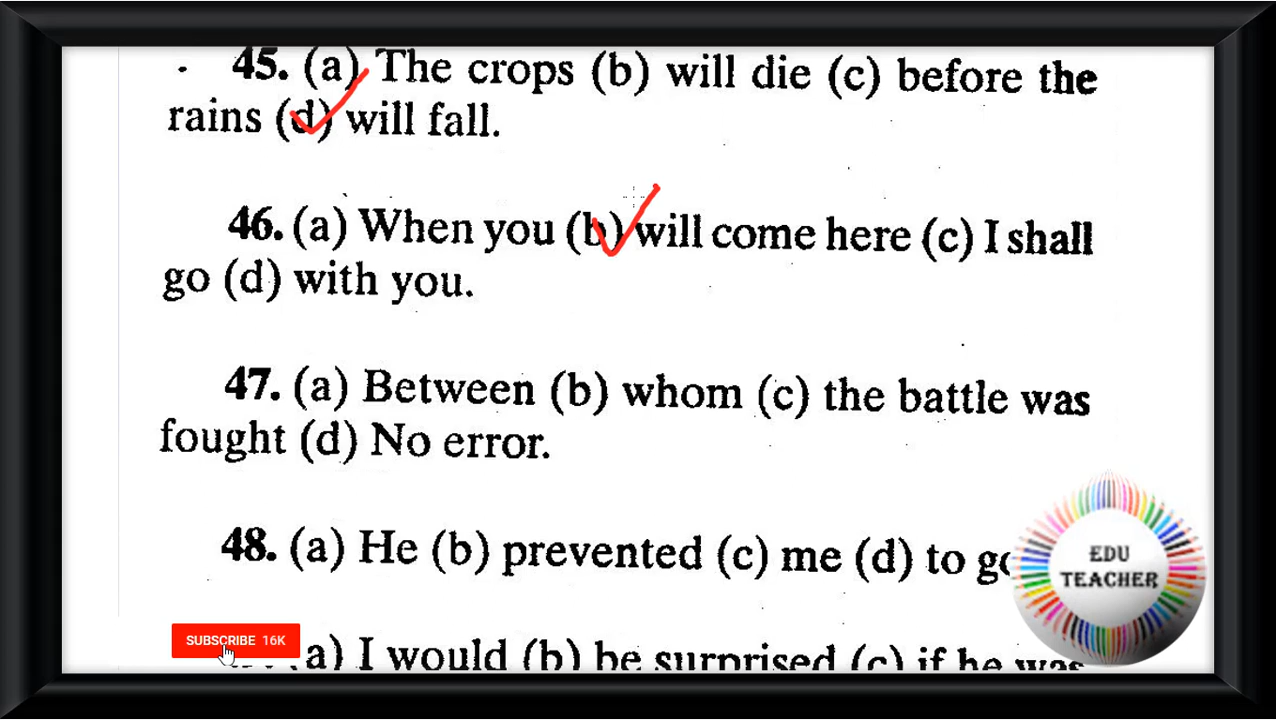 45. (a) The crops (b) will die (c) before the
rains (d) will fall.
46. (a) When you (b) will come here (c) I shall
go (d) with you.
47. (a) Between (b) whom (c) the battle was
fought (d) No error.
48. (a) He (b) prevented (c) me (d) to
EDU
TEACHER
SUBSCRIBE 16K
(a) I would (b) be surprised (c) if he was